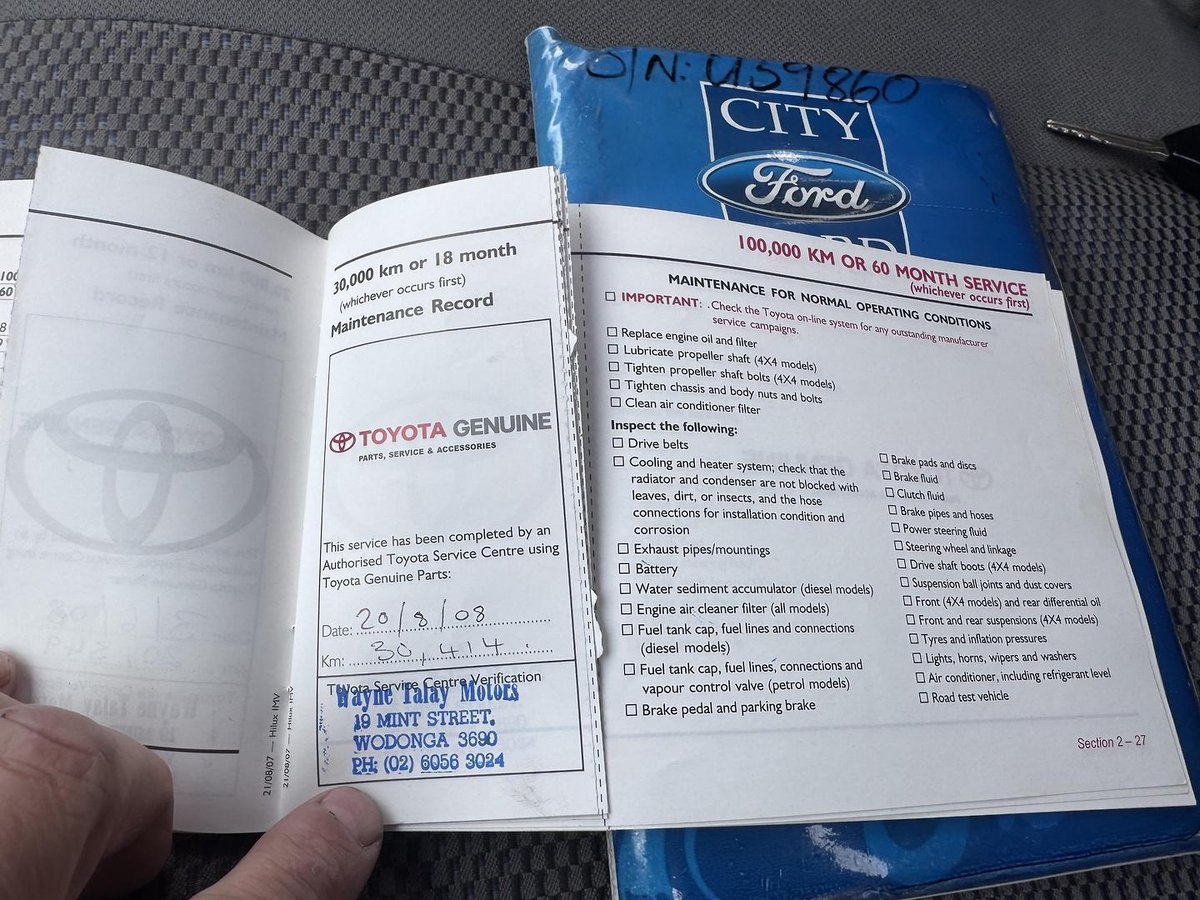 S/N: U39860
CITY
Ford
30,000 km or 18 month
(whichever occurs first)
Maintenance Record
TOYOTA GENUINE
PARTS, SERVICE & ACCESSORIES
This service has been completed by an
Authorised Toyota Service Centre using
Toyota Genuine Parts:
Date: 20/8/08
Km: 30,414
Toyota Service Centre Verification
Wayne Talay Motors
19 MINT STREET.
WODONGA 3690
PH: (02) 6056 3024
21/08/07 — Hilux IMV
21/08/07 — Hilux IMV
100,000 KM OR 60 MONTH SERVICE
(whichever occurs first)
MAINTENANCE FOR NORMAL OPERATING CONDITIONS
IMPORTANT: .Check the Toyota on-line system for any outstanding manufacturer
service campaigns.
Replace engine oil and filter
Lubricate propeller shaft (4X4 models)
Tighten propeller shaft bolts (4X4 models)
Tighten chassis and body nuts and bolts
Clean air conditioner filter
Inspect the following:
Drive belts
Cooling and heater system; check that the
radiator and condenser are not blocked with
leaves, dirt, or insects, and the hose
connections for installation condition and
corrosion
Exhaust pipes/mountings
Battery
Water sediment accumulator (diesel models)
Engine air cleaner filter (all models)
Fuel tank cap, fuel lines and connections
(diesel models)
Fuel tank cap, fuel lines, connections and
vapour control valve (petrol models)
Brake pedal and parking brake
Brake pads and discs
Brake fluid
Clutch fluid
Brake pipes and hoses
Power steering fluid
Steering wheel and linkage
Drive shaft boots (4X4 models)
Suspension ball joints and dust covers
Front (4X4 models) and rear differential oil
Front and rear suspensions (4X4 models)
Tyres and inflation pressures
Lights, horns, wipers and washers
Air conditioner, including refrigerant level
Road test vehicle
Section 2 – 27